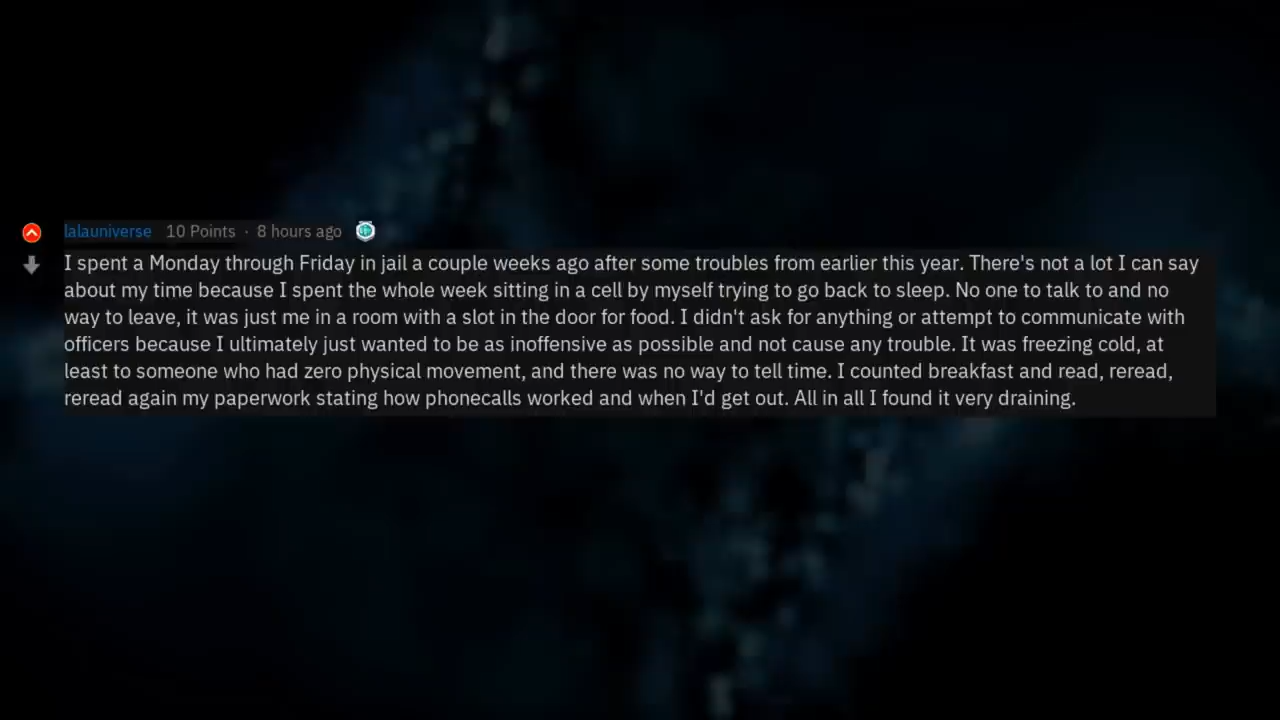 lalauniverse 10 Points · 8 hours ago
I spent a Monday through Friday in jail a couple weeks ago after some troubles from earlier this year. There's not a lot I can say
about my time because I spent the whole week sitting in a cell by myself trying to go back to sleep. No one to talk to and no
way to leave, it was just me in a room with a slot in the door for food. I didn't ask for anything or attempt to communicate with
officers because I ultimately just wanted to be as inoffensive as possible and not cause any trouble. It was freezing cold, at
least to someone who had zero physical movement, and there was no way to tell time. I counted breakfast and read, reread,
reread again my paperwork stating how phonecalls worked and when I'd get out. All in all I found it very draining.